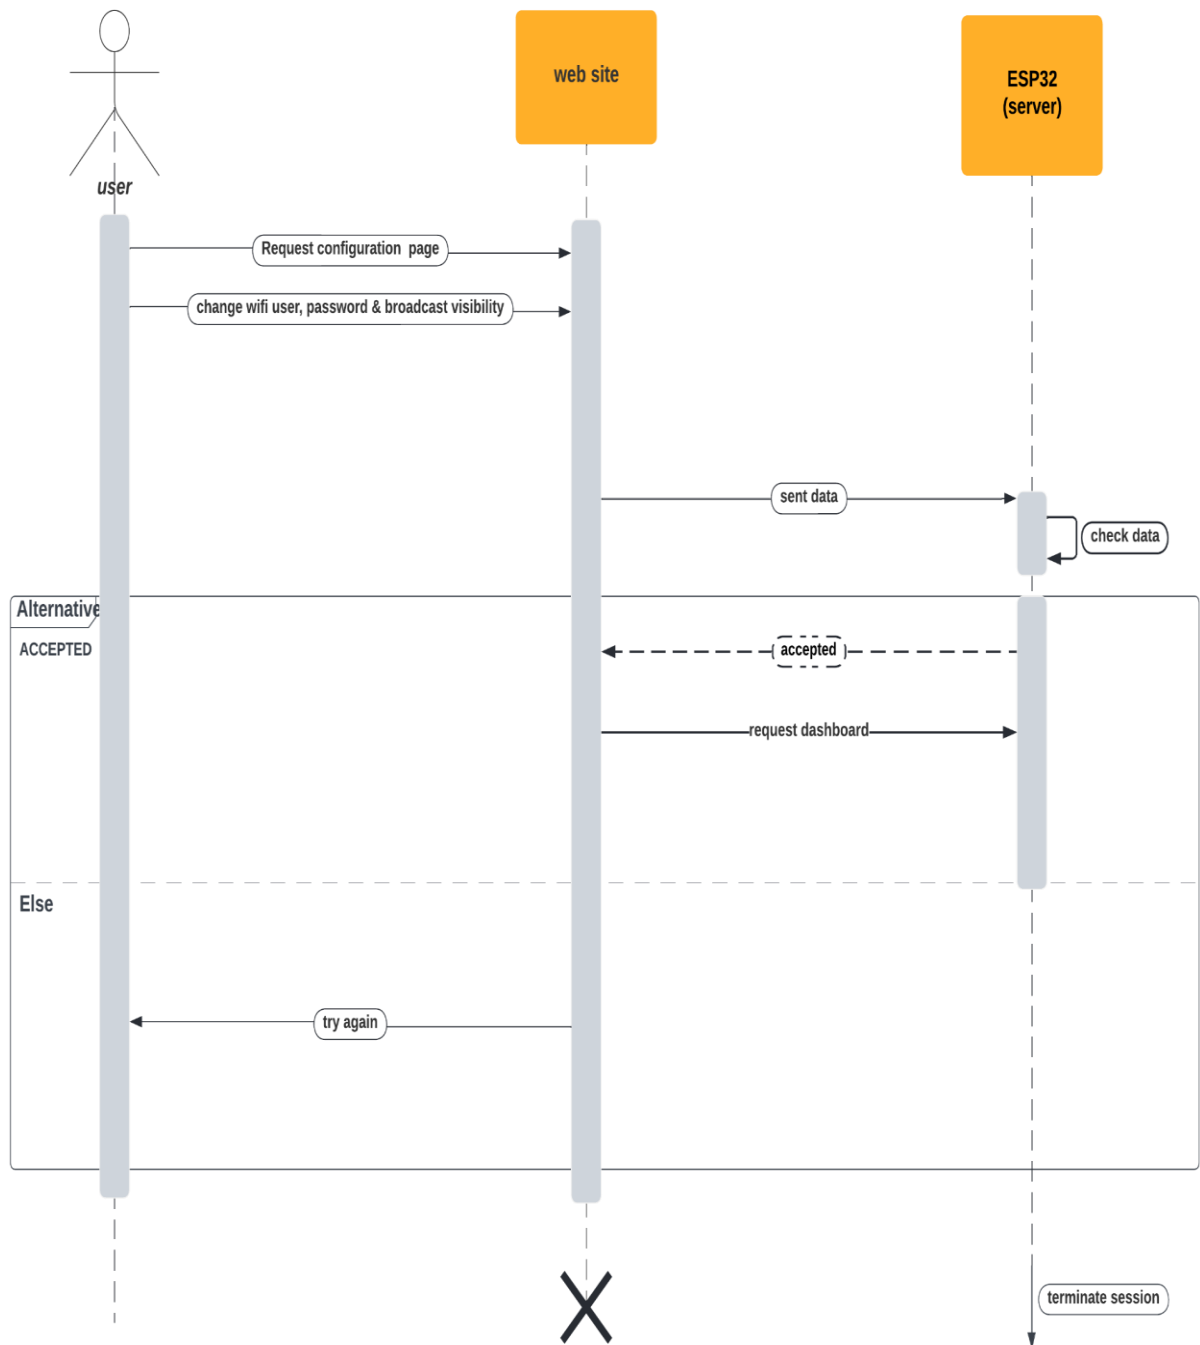 web site
ESP32
(server)
user
Request configuration  page
change wifi user, password & broadcast visibility
sent data
check data
Alternative
ACCEPTED
accepted
request dashboard
Else
try again
terminate session